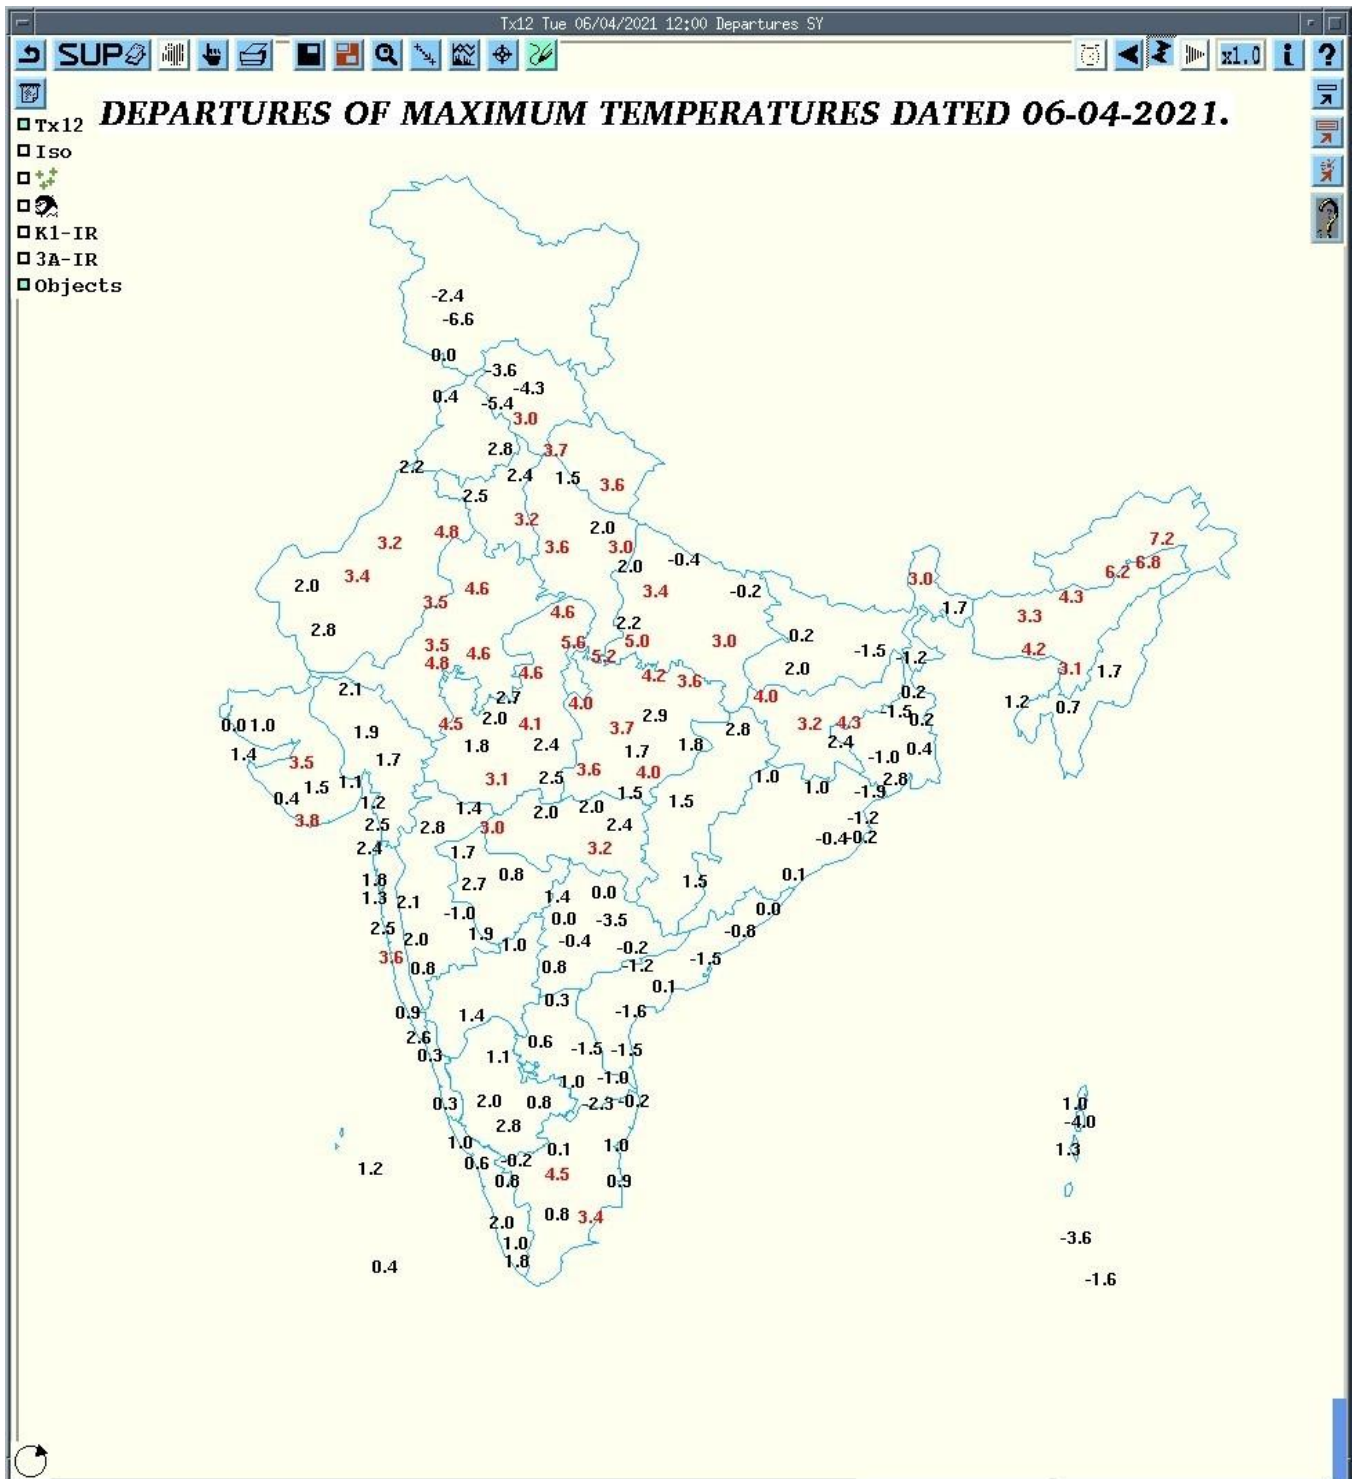 Tx12 Tue 06/04/2021 12:00 Departures SY
SUP x1.0 i ?
DEPARTURES OF MAXIMUM TEMPERATURES DATED 06-04-2021.
Tx12
Iso
K1-IR
3A-IR
Objects
-2.4
-6.6
0.0
-3.6
-4.3
0.4 -5.4
3.0
2.8 3.7
2.2 2.4 1.5 3.6
2.5
3.2 2.0
4.8
3.2 3.6 3.0 7.2
2.0 -0.4 6.2 6.8
3.4 3.0
2.0 4.6 3.4 -0.2 4.3
3.5 4.6 1.7 3.3
2.8 2.2 0.2
3.5 4.6 5.6 5.0 3.0 -1.5 4.2
4.8 5.2 -1.2
4.6 4.2 3.6 2.0 3.1 1.7
2.1 2.7 4.0 4.0 0.2 1.2 0.7
0.0 1.0 4.5 2.0 4.1 2.9 -1.5 0.2
1.9 3.7 2.8 3.2 4.3
1.4 1.8 2.4 1.7 1.8 2.4 0.4
3.5 1.7 -1.0
1.5 1.1 3.1 2.5 3.6 4.0 1.0 2.8
0.4 1.2 1.4 2.0 2.0 1.5 1.5 1.0 -1.9
3.8 2.5 2.8 3.0 2.4 -1.2
2.4 1.7 3.2 -0.4 -0.2
1.8 2.7 0.8 1.5 0.1
1.3 2.1 1.4 0.0
-1.0 0.0 -3.5 0.0
2.5 2.0 1.9 1.0 -0.4 -0.2 -0.8
3.6 0.8 0.8 -1.2 -1.5
0.3 0.1
0.9 1.4 -1.6
2.6 0.6
0.3 1.1 -1.5 -1.5
1.0 -1.0
0.3 2.0 0.8 -2.3 -0.2 1.0
2.8 -4.0
1.0 0.1 1.0 1.3
1.2 0.6 -0.2
0.8 4.5 0.9
2.0 0.8 3.4
1.0 -3.6
0.4 1.8
-1.6